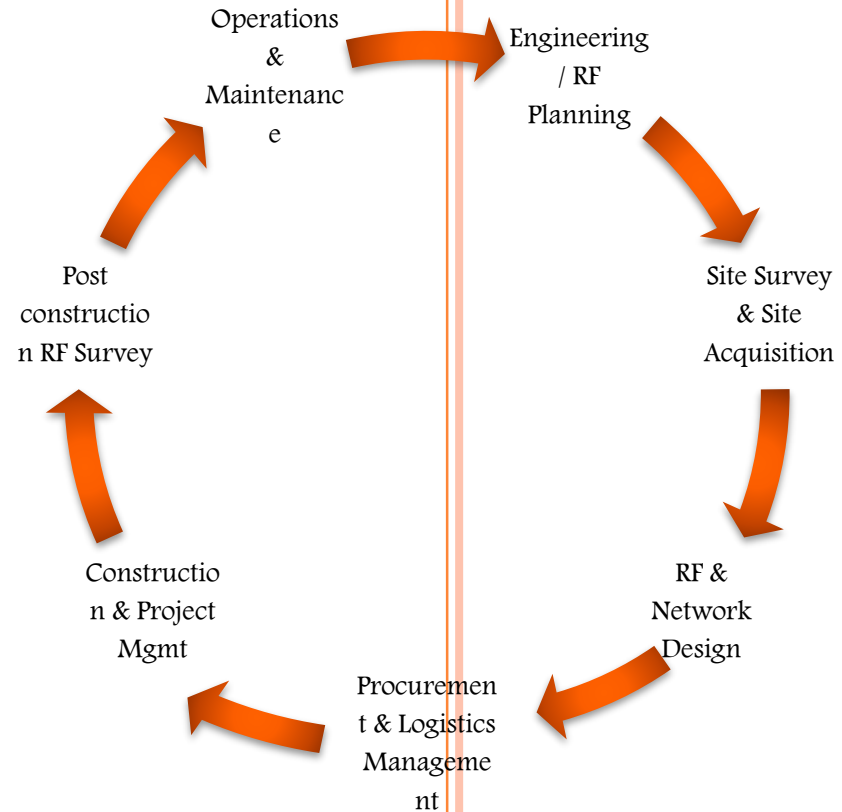 Operations
&
Maintenanc
e
Engineering
/ RF
Planning
Site Survey
& Site
Acquisition
RF &
Network
Design
Procuremen
t & Logistics
Manageme
nt
Constructio
n & Project
Mgmt
Post
constructio
n RF Survey